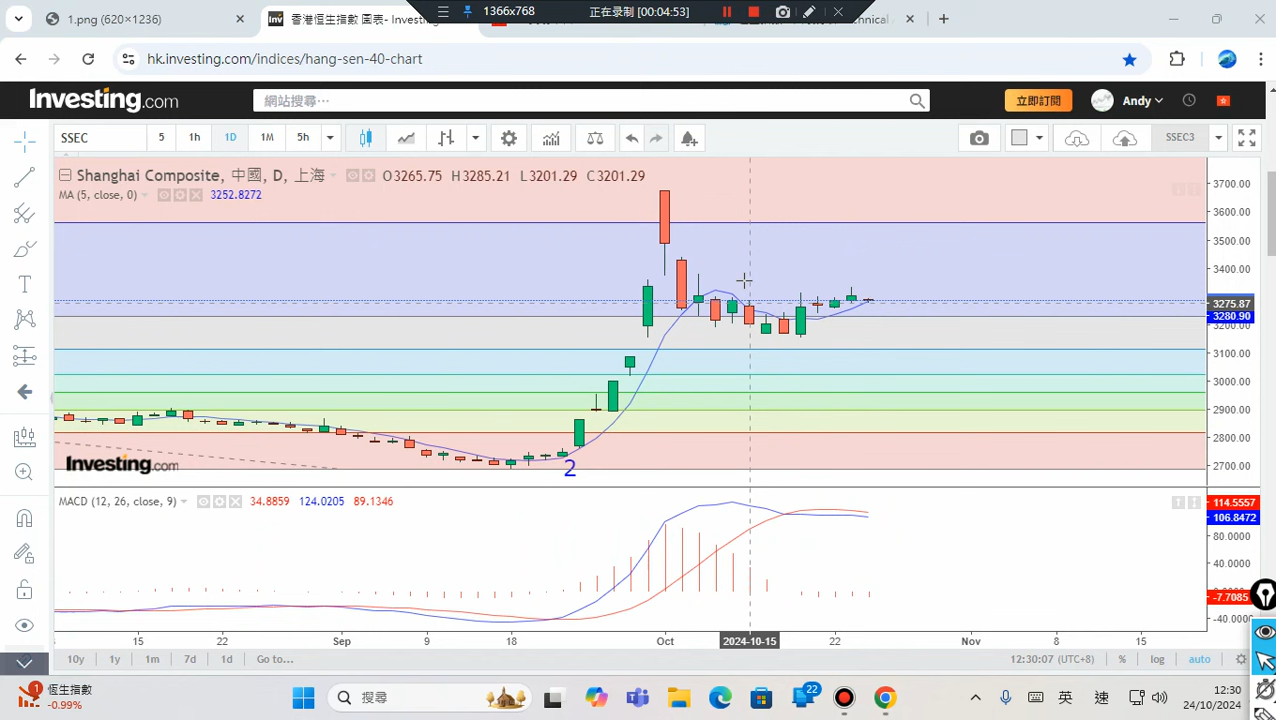 1.png (620×1236)
香港恒生指數 圖表- Investing
1366x768
正在录制 [00:04:53]
echnical
hk.investing.com/indices/hang-sen-40-chart
Investing.com
網站搜尋…
立即訂閱
Andy
SSEC
5
1h
1D
1M
5h
SSEC3
Shanghai Composite, 中國, D, 上海
O3265.75 H3285.21 L3201.29 C3201.29
MA (5, close, 0)
3252.8272
3700.00
3600.00
3500.00
3400.00
3275.87
3280.90
3200.00
3100.00
3000.00
2900.00
2800.00
2700.00
2
Investing.com
MACD (12, 26, close, 9)
34.8859 124.0205 89.1346
114.5557
106.8472
80.0000
40.0000
-7.7085
-40.0000
15
22
Sep
9
18
Oct
2024-10-15
22
Nov
8
15
10y
1y
1m
7d
1d
Go to...
12:30:07 (UTC+8)
%
log
auto
1
恆生指數
-0.99%
搜尋
22
英
速
12:30
24/10/2024